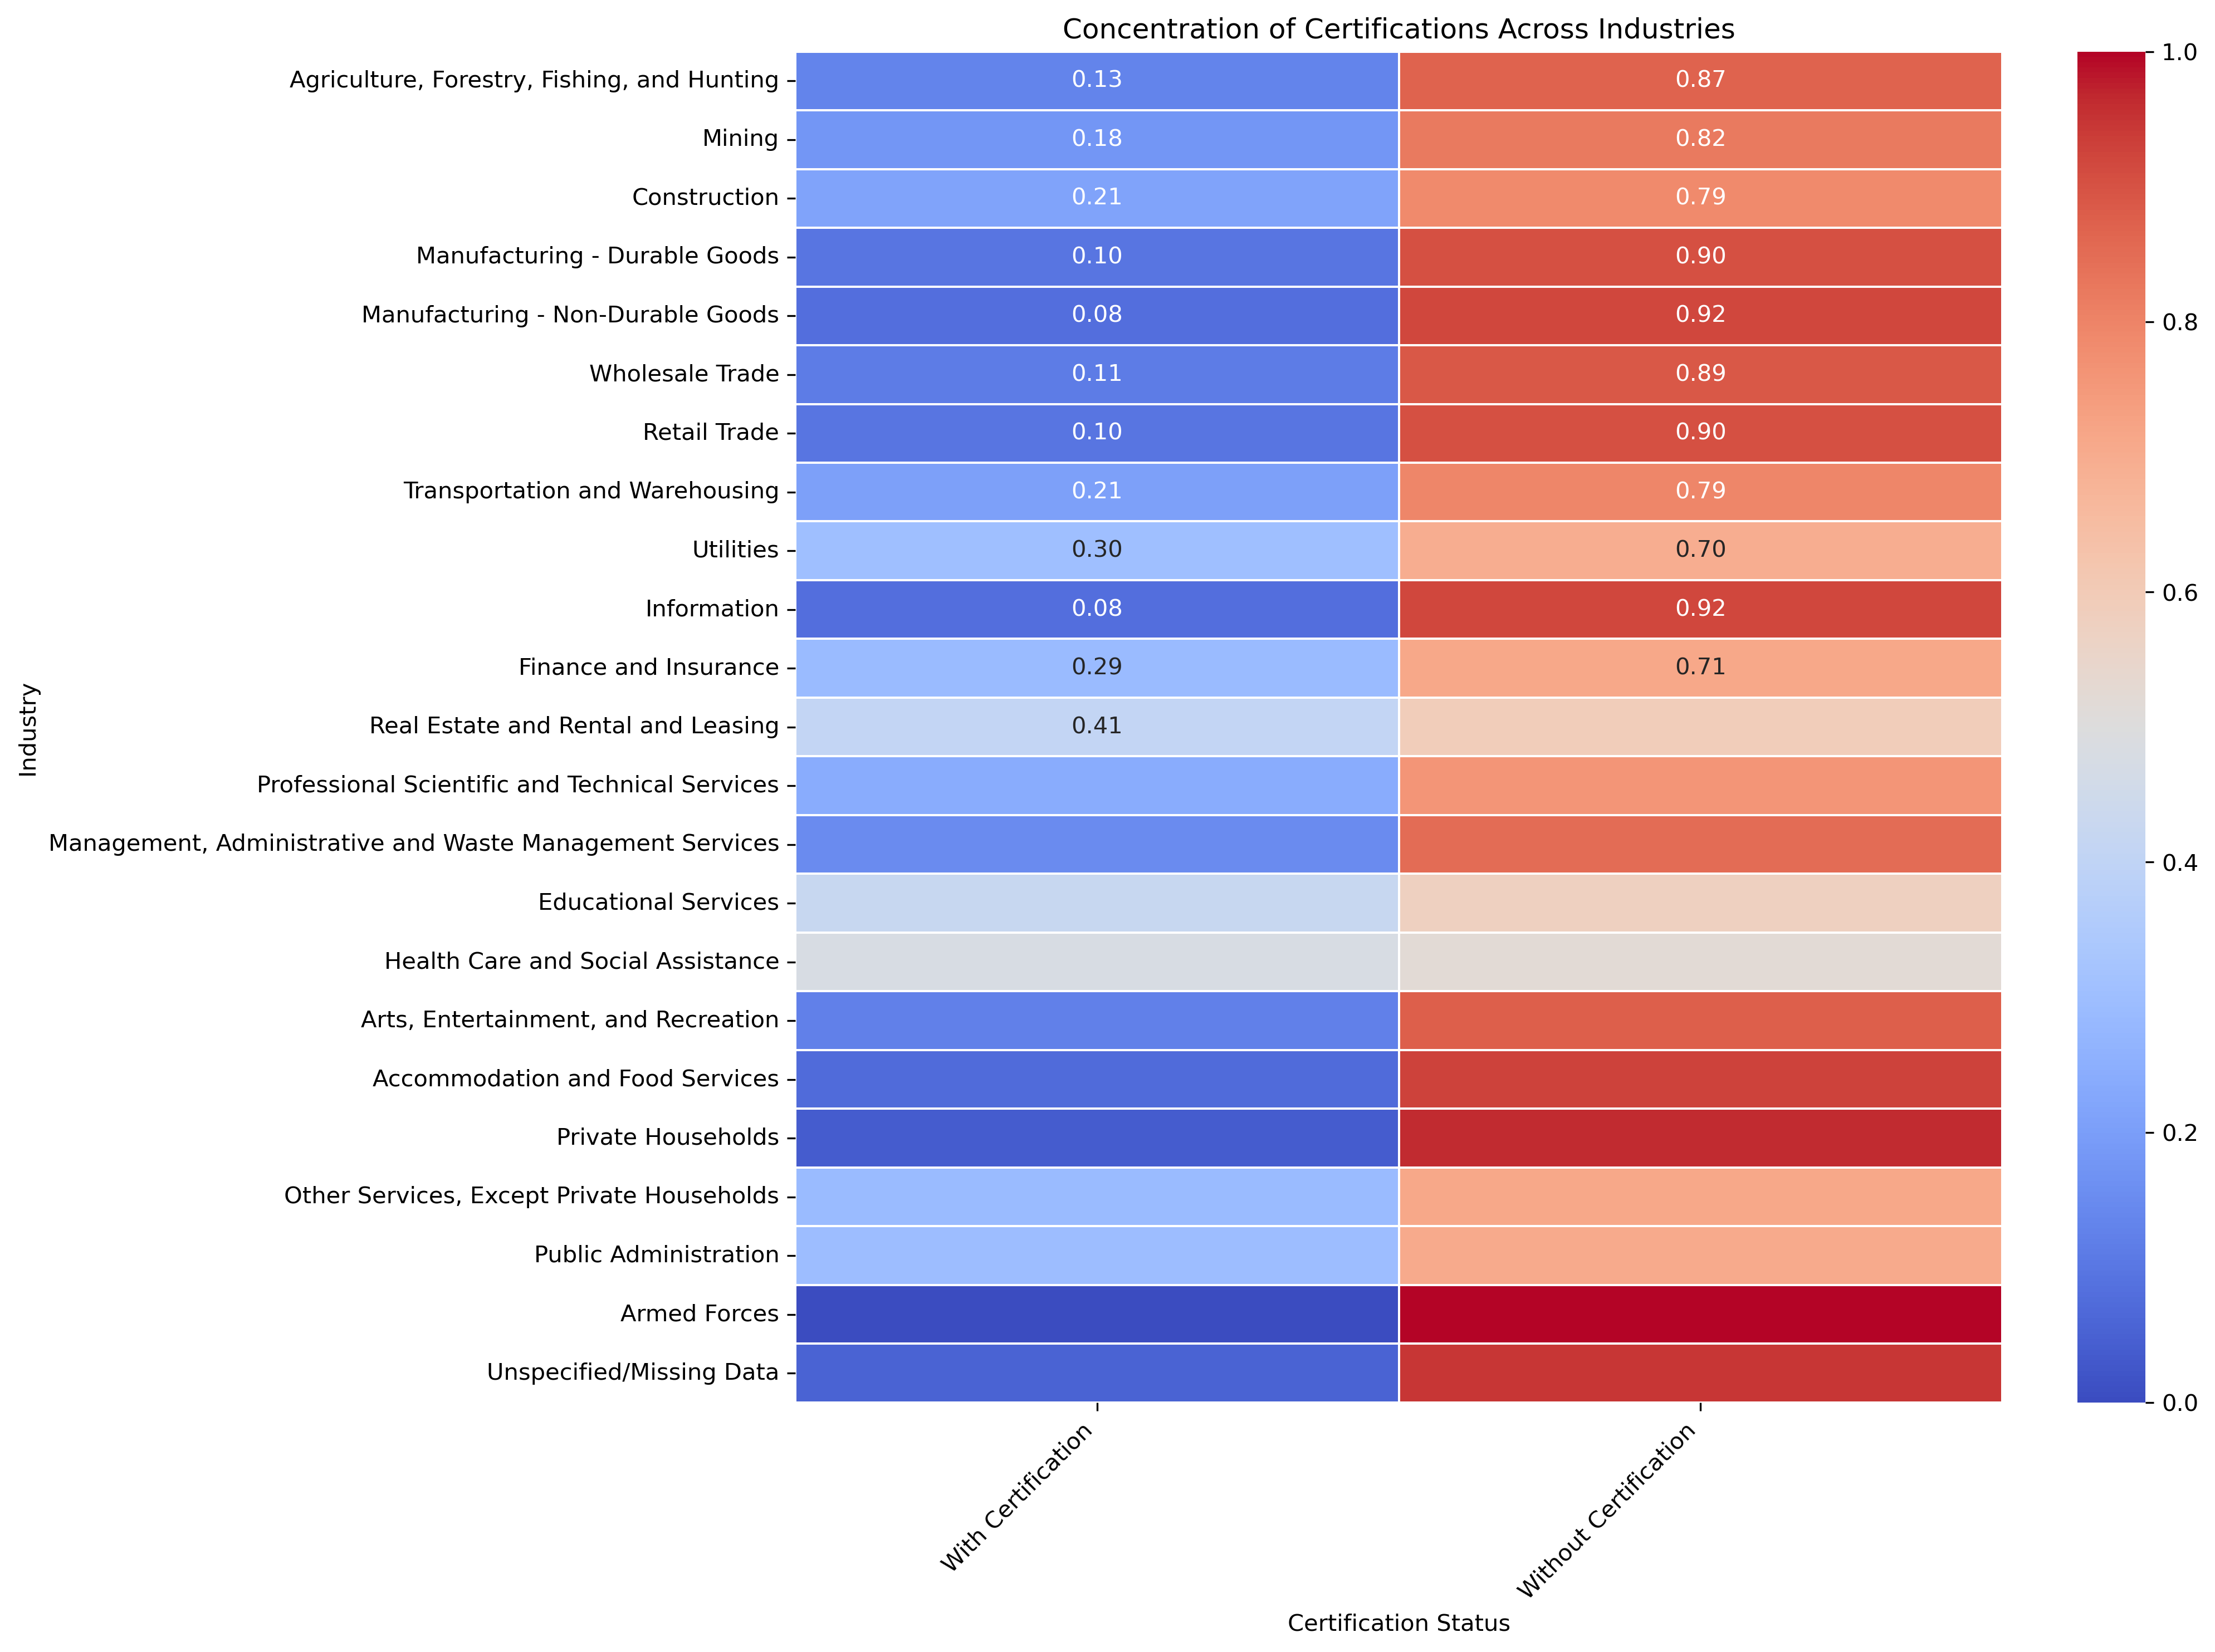 Concentration of Certifications Across Industries
Agriculture, Forestry, Fishing, and Hunting 0.13 0.87
Mining 0.18 0.82
Construction 0.21 0.79
Manufacturing - Durable Goods 0.10 0.90
Manufacturing - Non-Durable Goods 0.08 0.92
Wholesale Trade 0.11 0.89
Retail Trade 0.10 0.90
Transportation and Warehousing 0.21 0.79
Utilities 0.30 0.70
Information 0.08 0.92
Finance and Insurance 0.29 0.71
Real Estate and Rental and Leasing 0.41
Professional Scientific and Technical Services
Management, Administrative and Waste Management Services
Educational Services
Health Care and Social Assistance
Arts, Entertainment, and Recreation
Accommodation and Food Services
Private Households
Other Services, Except Private Households
Public Administration
Armed Forces
Unspecified/Missing Data
Industry
With Certification
Without Certification
Certification Status
1.0
0.8
0.6
0.4
0.2
0.0